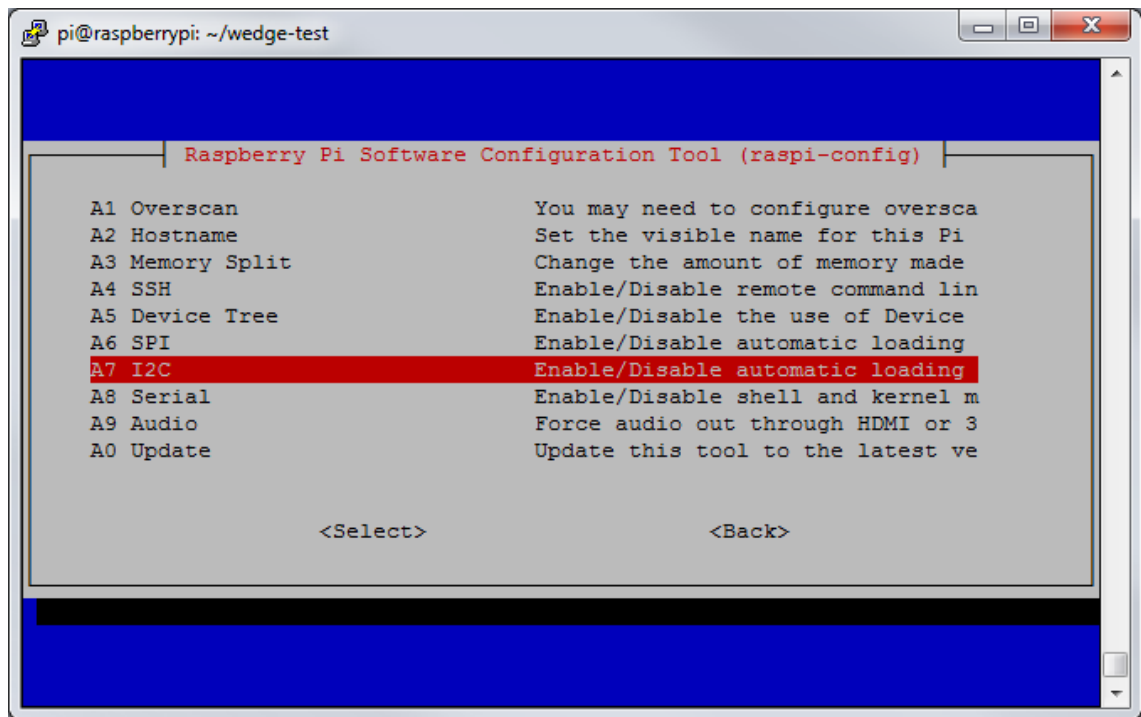 pi@raspberrypi: ~/wedge-test
Raspberry Pi Software Configuration Tool (raspi-config)
A1 Overscan You may need to configure oversca
A2 Hostname Set the visible name for this Pi
A3 Memory Split Change the amount of memory made
A4 SSH Enable/Disable remote command lin
A5 Device Tree Enable/Disable the use of Device
A6 SPI Enable/Disable automatic loading
A7 I2C Enable/Disable automatic loading
A8 Serial Enable/Disable shell and kernel m
A9 Audio Force audio out through HDMI or 3
A0 Update Update this tool to the latest ve
<Select> <Back>